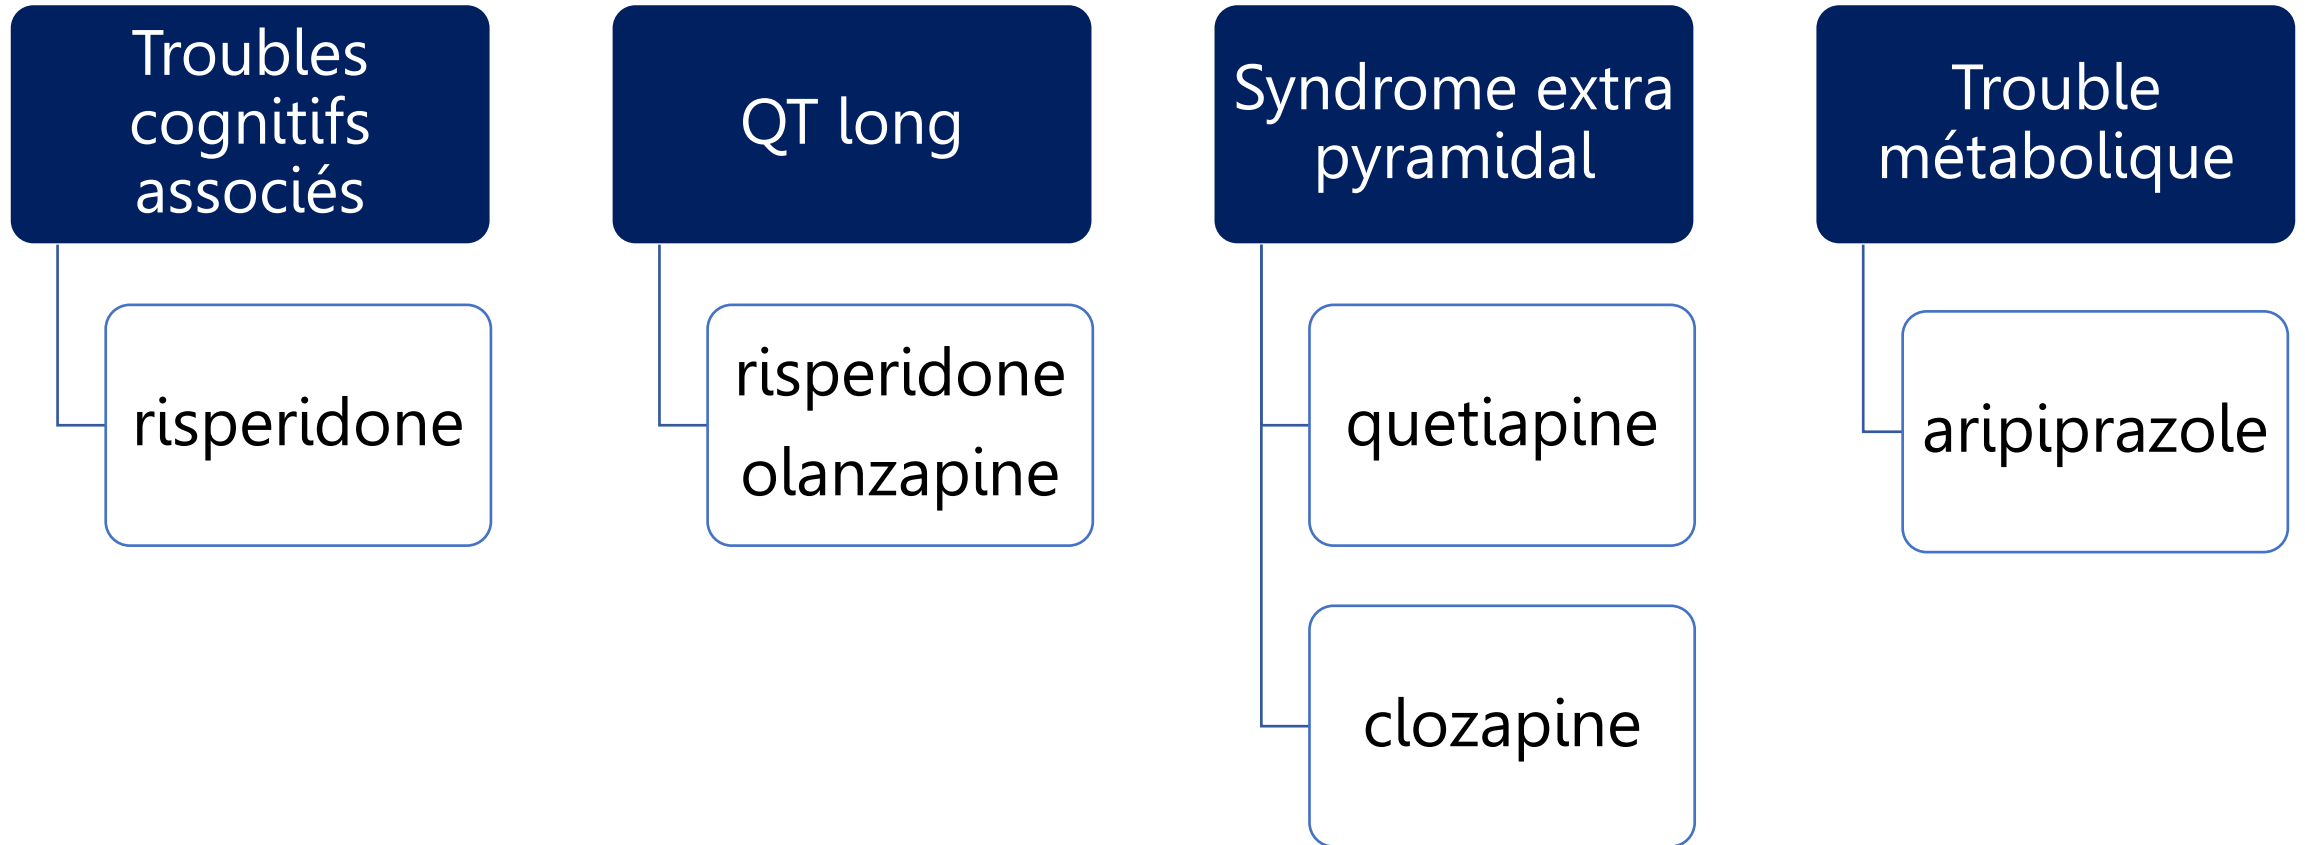 Troubles
cognitifs
associés
risperidone
QT long
risperidone
olanzapine
Syndrome extra
pyramidal
quetiapine
clozapine
Trouble
métabolique
aripiprazole